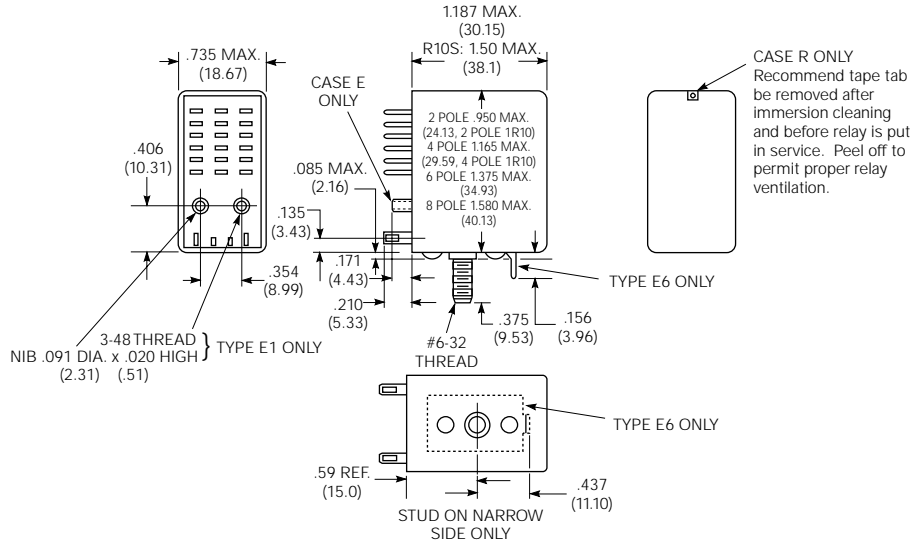 1.187 MAX.
(30.15)
R10S: 1.50 MAX.
(38.1)
.735 MAX.
(18.67)
CASE E
ONLY
CASE R ONLY
Recommend tape tab
be removed after
immersion cleaning
and before relay is put
in service. Peel off to
permit proper relay
ventilation.
2 POLE .950 MAX.
(24.13, 2 POLE 1R10)
4 POLE 1.165 MAX.
(29.59, 4 POLE 1R10)
6 POLE 1.375 MAX.
(34.93)
8 POLE 1.580 MAX.
(40.13)
.406
(10.31)
.085 MAX.
(2.16)
.135
(3.43)
.354
(8.99)
.171
(4.43)
.210
(5.33)
TYPE E6 ONLY
.375
(9.53)
.156
(3.96)
#6-32
THREAD
3-48 THREAD
NIB .091 DIA. x .020 HIGH } TYPE E1 ONLY
(2.31) (.51)
TYPE E6 ONLY
.59 REF.
(15.0)
.437
(11.10)
STUD ON NARROW
SIDE ONLY